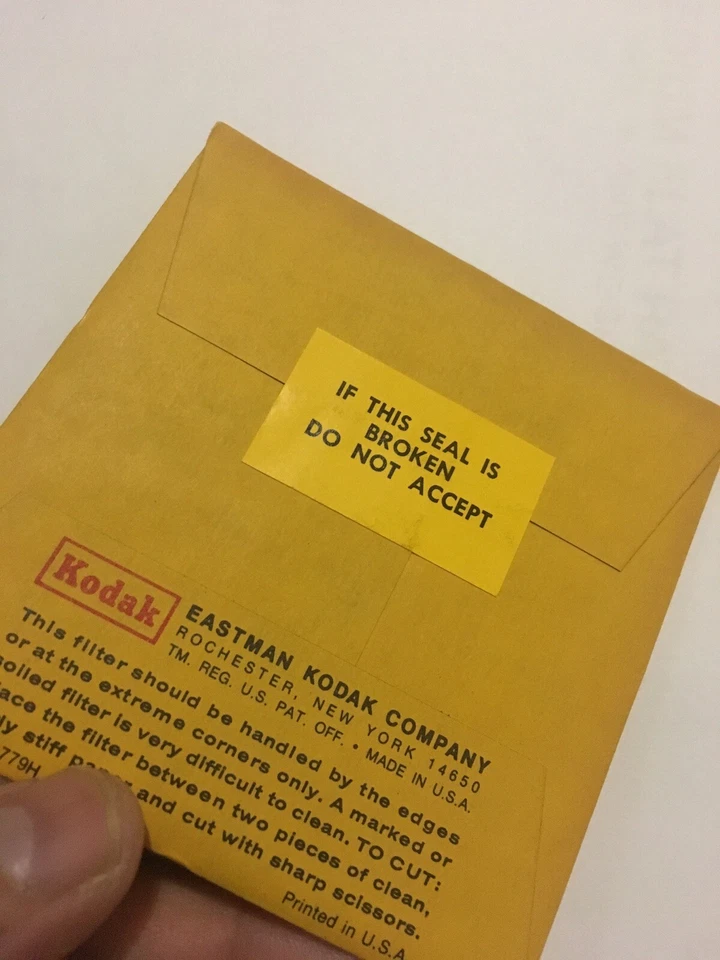 IF THIS SEAL IS
BROKEN
DO NOT ACCEPT
Kodak
EASTMAN KODAK COMPANY
ROCHESTER, NEW YORK 14650
TM. REG. U.S. PAT. OFF. • MADE IN U.S.A.
This filter should be handled by the edges
or at the extreme corners only. A marked or
filter is very difficult to clean. TO CUT:
the filter between two pieces of clean,
stiff and cut with sharp scissors.
779H
Printed in U.S.A.